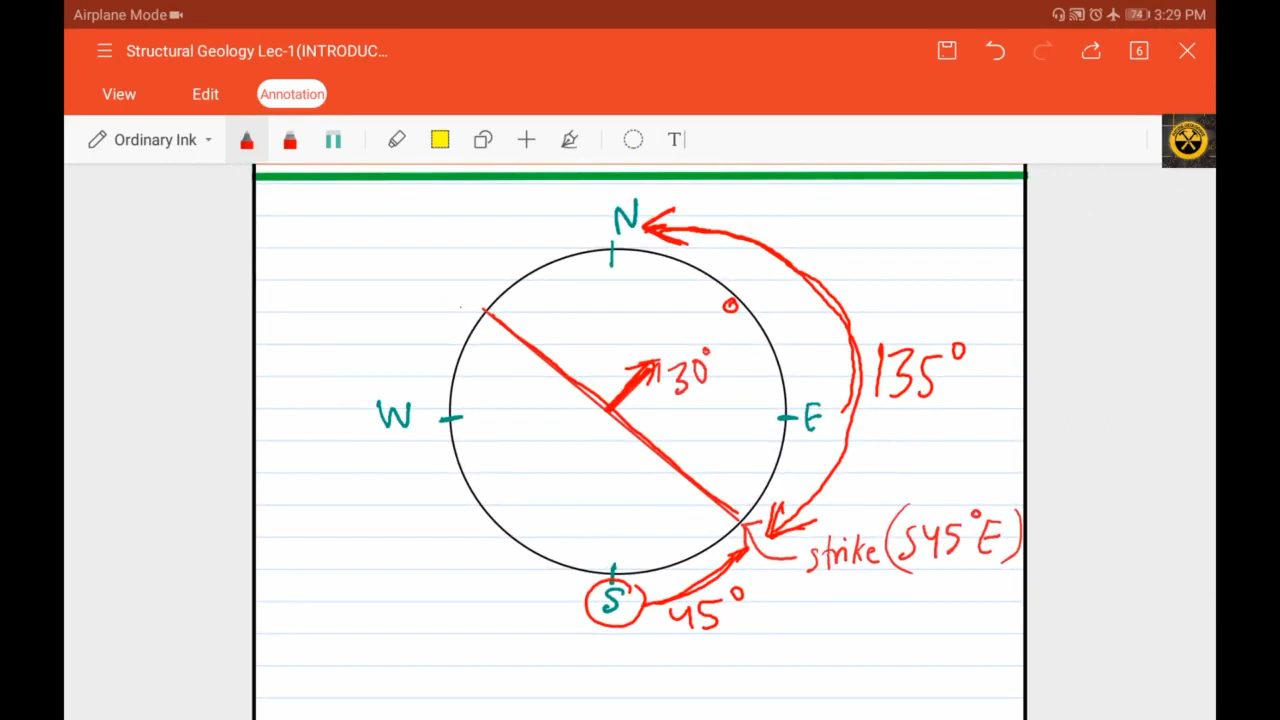 Airplane Mode
74 3:29 PM
Structural Geology Lec-1(INTRODUC...
6
View Edit Annotation
Ordinary Ink
T
N
30°
135°
W
E
strike (S45°E)
S
45°